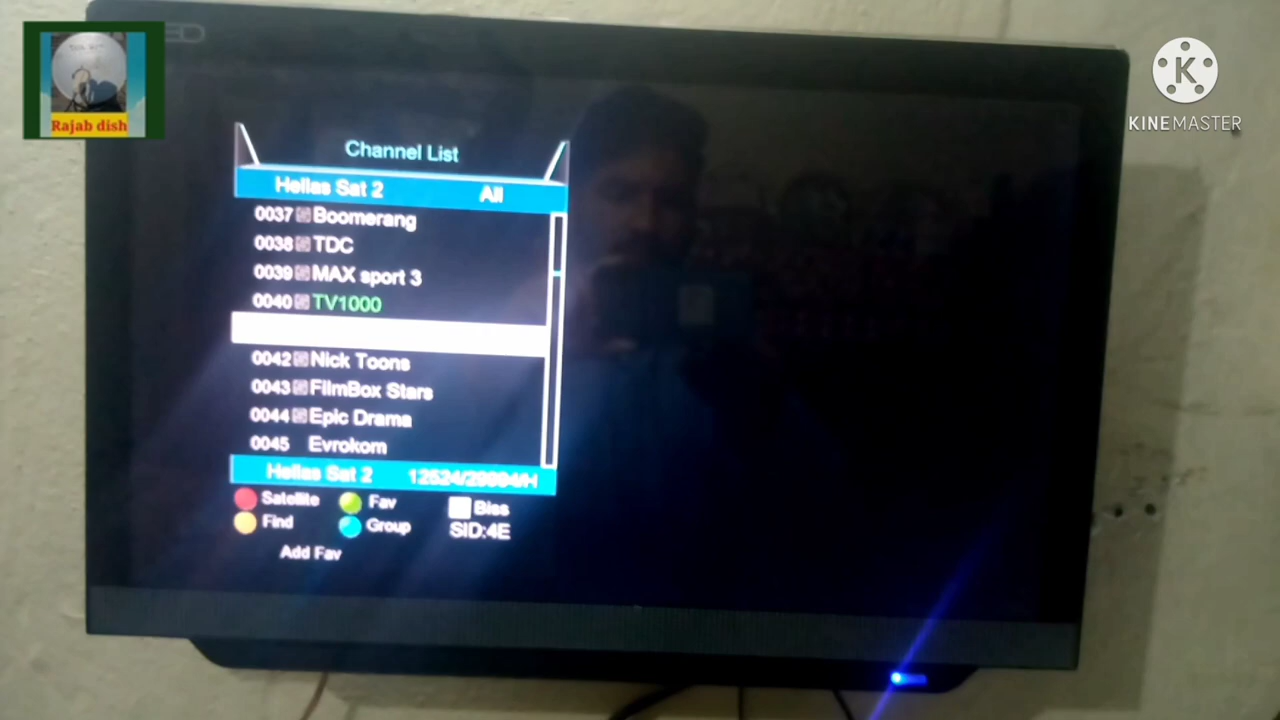 Rajab dish
KINEMASTER
Channel List
Hellas Sat 2 All
0037 Boomerang
0038 TDC
0039 MAX sport 3
0040 TV1000
0042 Nick Toons
0043 FilmBox Stars
0044 Epic Drama
0045 Evrokom
Hellas Sat 2
Satellite Fav Biss
Find Group SID:4E
Add Fav